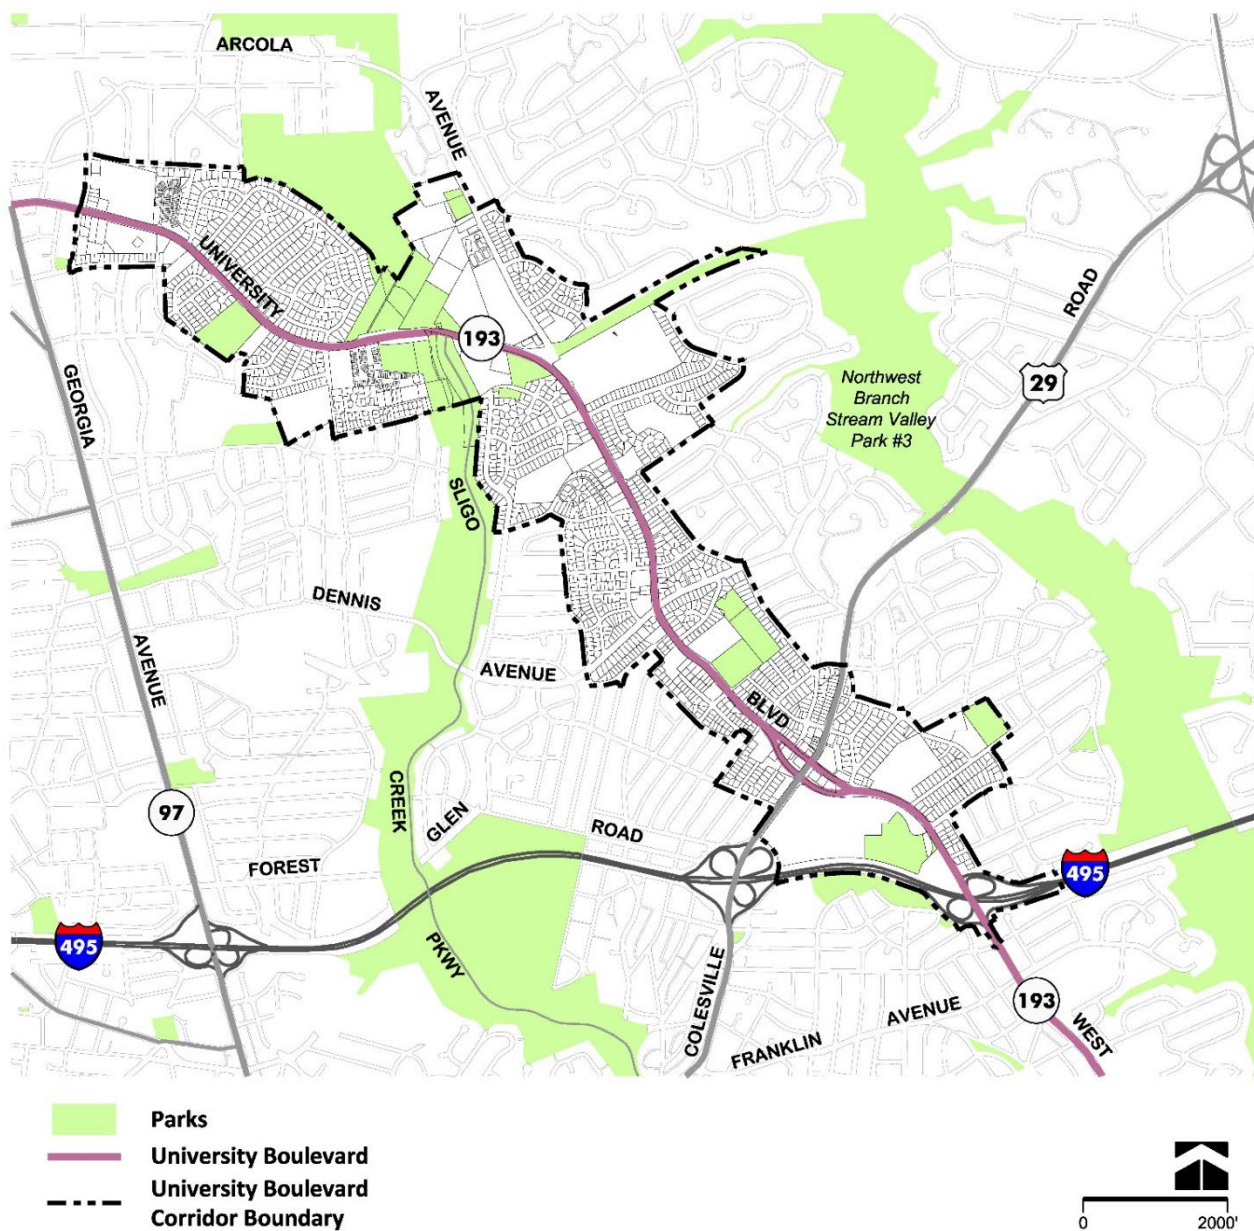 ARCOLA
AVENUE
UNIVERSITY
193
ROAD
29
Northwest
Branch
Stream Valley
Park #3
GEORGIA
SLIGO
DENNIS
AVENUE
AVENUE
BLVD
97
CREEK
GLEN
ROAD
FOREST
495
495
PKWY
COLESVILLE
193
AVENUE
WEST
FRANKLIN
Parks
University Boulevard
University Boulevard
Corridor Boundary
0 2000'